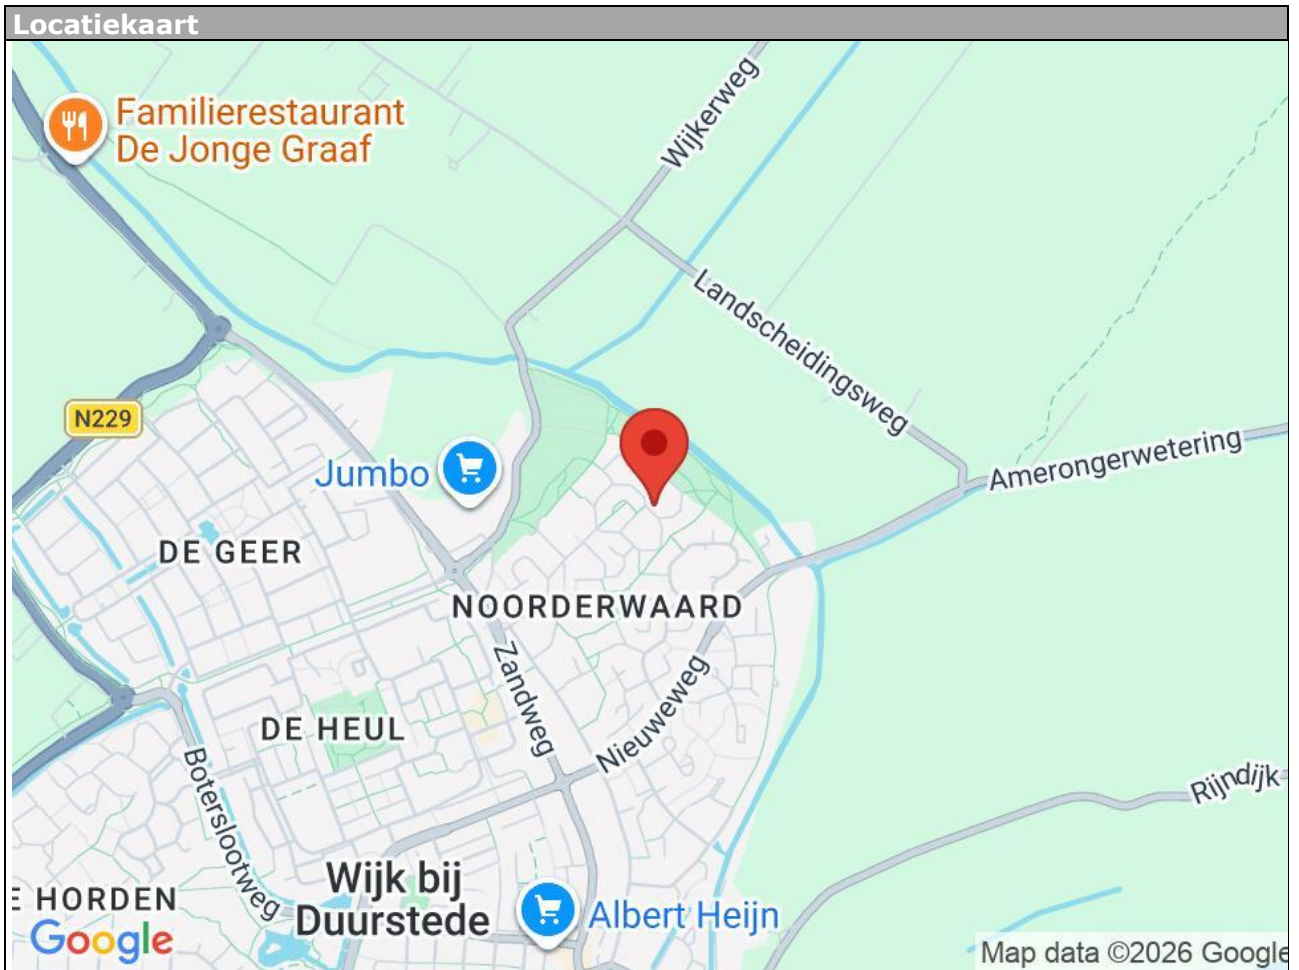 Locatiekaart
Familierestaurant
De Jonge Graaf
Wijkerweg
Landscheidingsweg
N229
Jumbo
Amerongerwetering
DE GEER
NOORDERWAARD
Zandweg
Nieuweweg
DE HEUL
Boterslootweg
Rijndijk
Wijk bij
Duurstede
E HORDEN
Albert Heijn
Google
Map data ©2026 Google